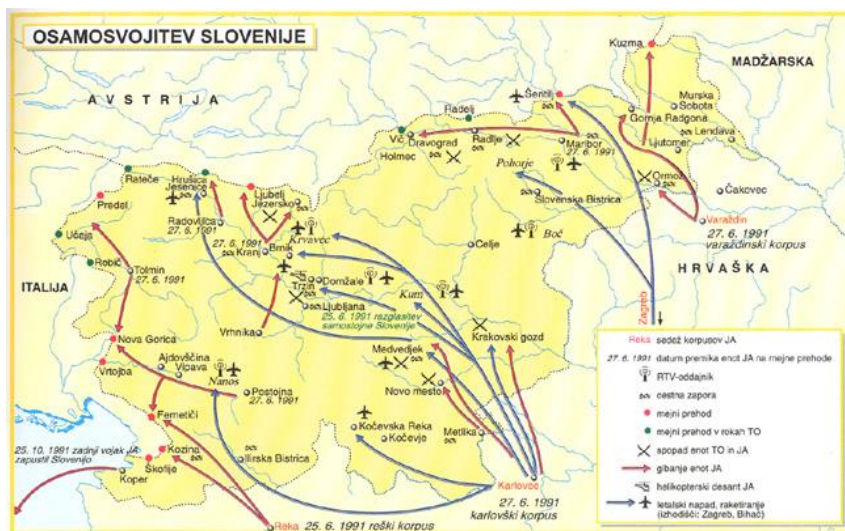 OSAMOSVOJITEV SLOVENIJE
Kuzma
MADŽARSKA
AVSTRIJA
Šentilj
Murska
Sobota
Radelj
Gornja Radgona
Lendava
Vič
Dravograd
Radlje
Maribor
27. 6. 1991
Ljutomer
Holmec
Rateče
Hrušica
Jesenice
Ljubelj
Jezersko
Pohorje
Ormož
Čakovec
Predel
Slovenska Bistrica
Radovljica
27. 6. 1991
Varaždin
27. 6. 1991
varaždinski korpus
Učeja
27. 6. 1991
Krvavec
Kranj
Brnik
Celje
Boč
ITALIJA
Robič
Tolmin
27. 6. 1991
HRVAŠKA
Domžale
Trzin
Kum
Ljubljana
25. 6. 1991 razglasitev
samostojne Slovenije
Zagreb
Vrhnika
Nova Gorica
Krakovski gozd
Medvedjek
Ajdovščina
Vipava
Vrtojba
Nanos
Postojna
27. 6. 1991
Novo mesto
Fernetiči
Kočevska Reka
Kočevje
Metlika
25. 10. 1991 zadnji vojak JA
zapustil Slovenijo
Kozina
Škofije
Ilirska Bistrica
Koper
Karlovec
27. 6. 1991
karlovški korpus
Reka 25. 6. 1991 reški korpus
Reka sedež korpusov JA
27. 6. 1991 datum premika enot JA na mejne prehode
RTV-oddajnik
cestna zapora
mejni prehod
mejni prehod v rokah TO
spopad enot TO in JA
gibanje enot JA
helikopterski desant JA
letalski napad, raketiranje
(izhodišči: Zagreb, Bihać)